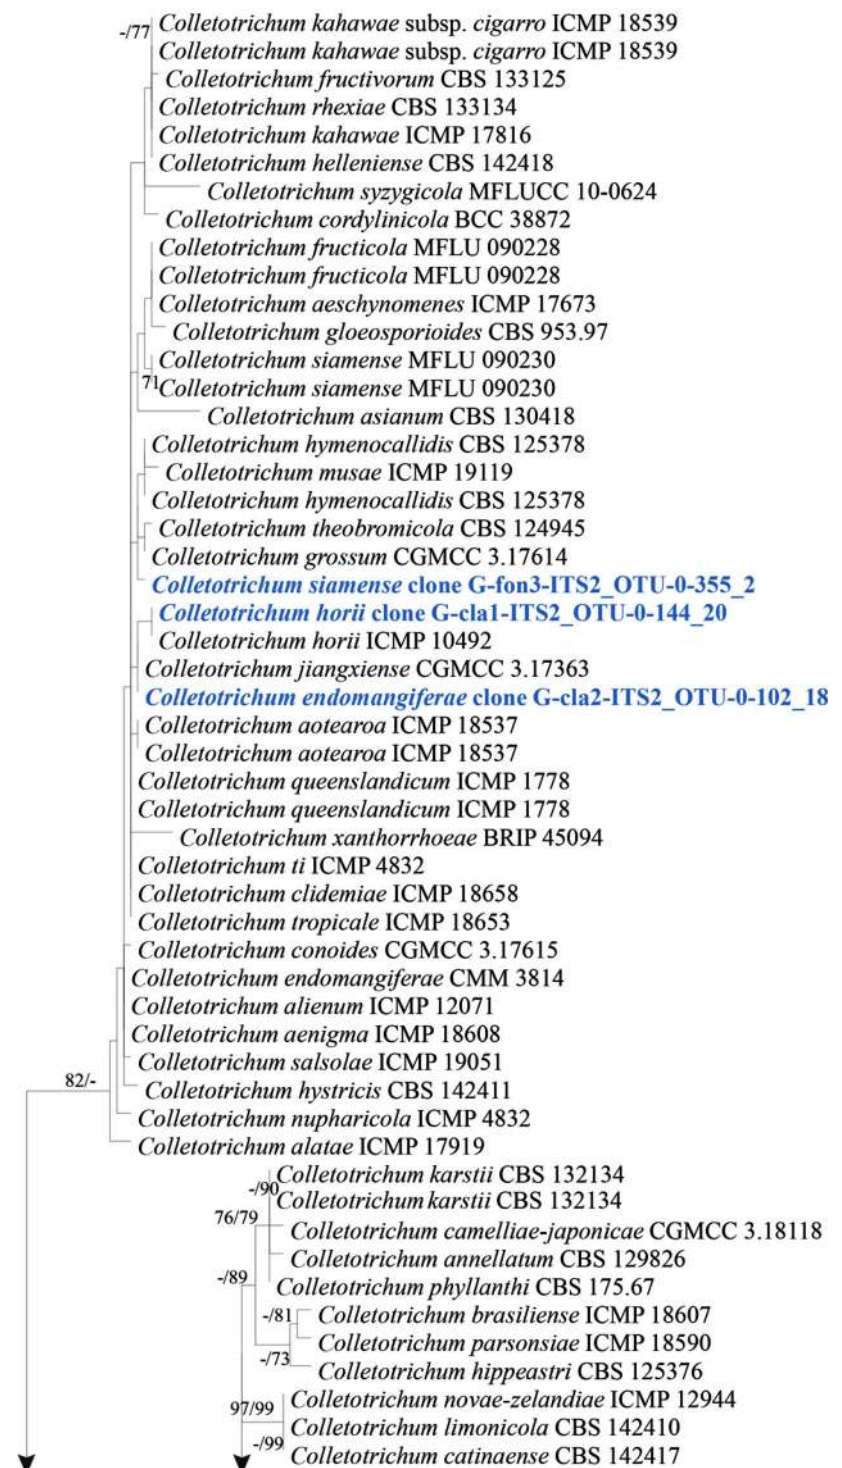 -/77 Colletotrichum kahawae subsp. cigarro ICMP 18539
Colletotrichum kahawae subsp. cigarro ICMP 18539
Colletotrichum fructivorum CBS 133125
Colletotrichum rhexiae CBS 133134
Colletotrichum kahawae ICMP 17816
Colletotrichum helleniense CBS 142418
Colletotrichum syzygicola MFLUCC 10-0624
Colletotrichum cordylinicola BCC 38872
Colletotrichum fructicola MFLU 090228
Colletotrichum fructicola MFLU 090228
Colletotrichum aeschynomenes ICMP 17673
Colletotrichum gloeosporioides CBS 953.97
Colletotrichum siamense MFLU 090230
71 Colletotrichum siamense MFLU 090230
Colletotrichum asianum CBS 130418
Colletotrichum hymenocallidis CBS 125378
Colletotrichum musae ICMP 19119
Colletotrichum hymenocallidis CBS 125378
Colletotrichum theobromicola CBS 124945
Colletotrichum grossum CGMCC 3.17614
Colletotrichum siamense clone G-fon3-ITS2_OTU-0-355_2
Colletotrichum horii clone G-cla1-ITS2_OTU-0-144_20
Colletotrichum horii ICMP 10492
Colletotrichum jiangxiense CGMCC 3.17363
Colletotrichum endomangiferae clone G-cla2-ITS2_OTU-0-102_18
Colletotrichum aotearoa ICMP 18537
Colletotrichum aotearoa ICMP 18537
Colletotrichum queenslandicum ICMP 1778
Colletotrichum queenslandicum ICMP 1778
Colletotrichum xanthorrhoeae BRIP 45094
Colletotrichum ti ICMP 4832
Colletotrichum clidemiae ICMP 18658
Colletotrichum tropicale ICMP 18653
Colletotrichum conoides CGMCC 3.17615
Colletotrichum endomangiferae CMM 3814
Colletotrichum alienum ICMP 12071
Colletotrichum aenigma ICMP 18608
Colletotrichum salsolae ICMP 19051
82/-
Colletotrichum hystricis CBS 142411
Colletotrichum nupharicola ICMP 4832
Colletotrichum alatae ICMP 17919
Colletotrichum karstii CBS 132134
-/90
Colletotrichum karstii CBS 132134
76/79
Colletotrichum camelliae-japonicae CGMCC 3.18118
Colletotrichum annellatum CBS 129826
-/89
Colletotrichum phyllanthi CBS 175.67
-/81 Colletotrichum brasiliense ICMP 18607
Colletotrichum parsonsiae ICMP 18590
-/73
Colletotrichum hippeastri CBS 125376
Colletotrichum novae-zelandiae ICMP 12944
97/99
Colletotrichum limonicola CBS 142410
-/99
Colletotrichum catinaense CBS 142417